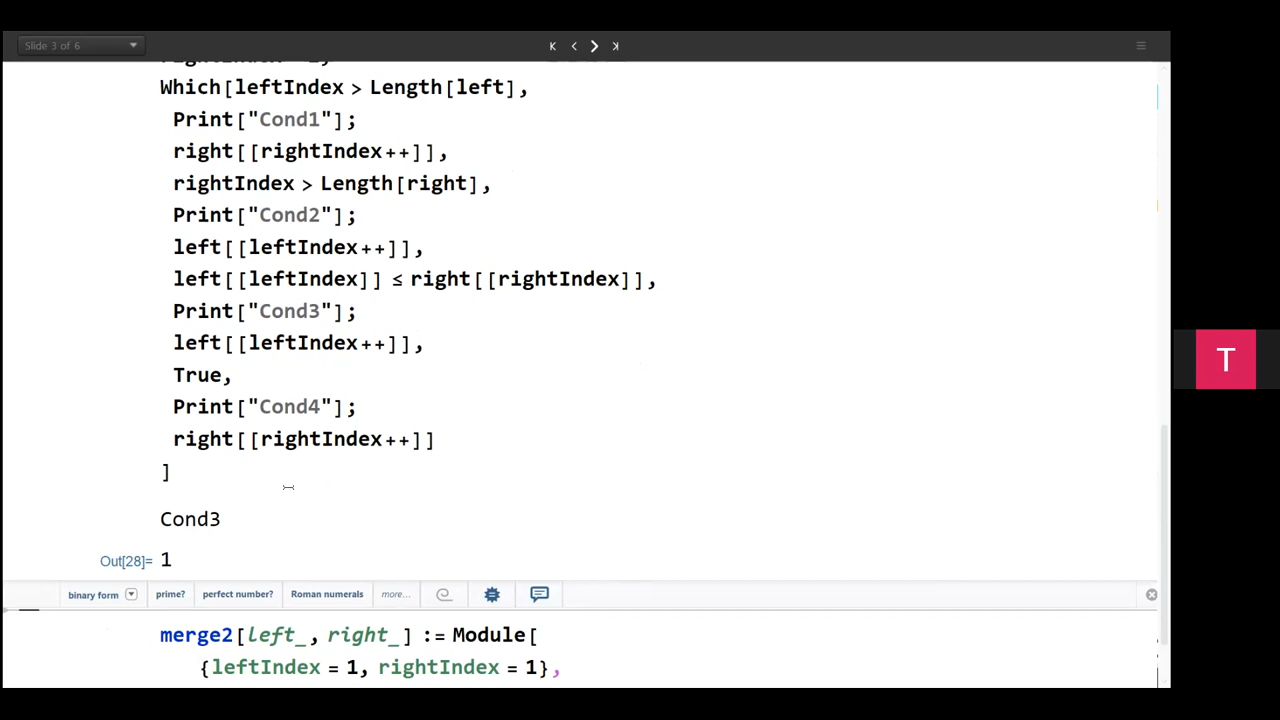 Slide 3 of 6
Which[leftIndex > Length[left],
Print["Cond1"];
right[[rightIndex++]],
rightIndex > Length[right],
Print["Cond2"];
left[[leftIndex++]],
left[[leftIndex]] ≤ right[[rightIndex]],
Print["Cond3"];
left[[leftIndex++]],
True,
Print["Cond4"];
right[[rightIndex++]]
]
Cond3
Out[28]= 1
binary form prime? perfect number? Roman numerals more...
merge2[left_, right_] := Module[
{leftIndex = 1, rightIndex = 1},
T